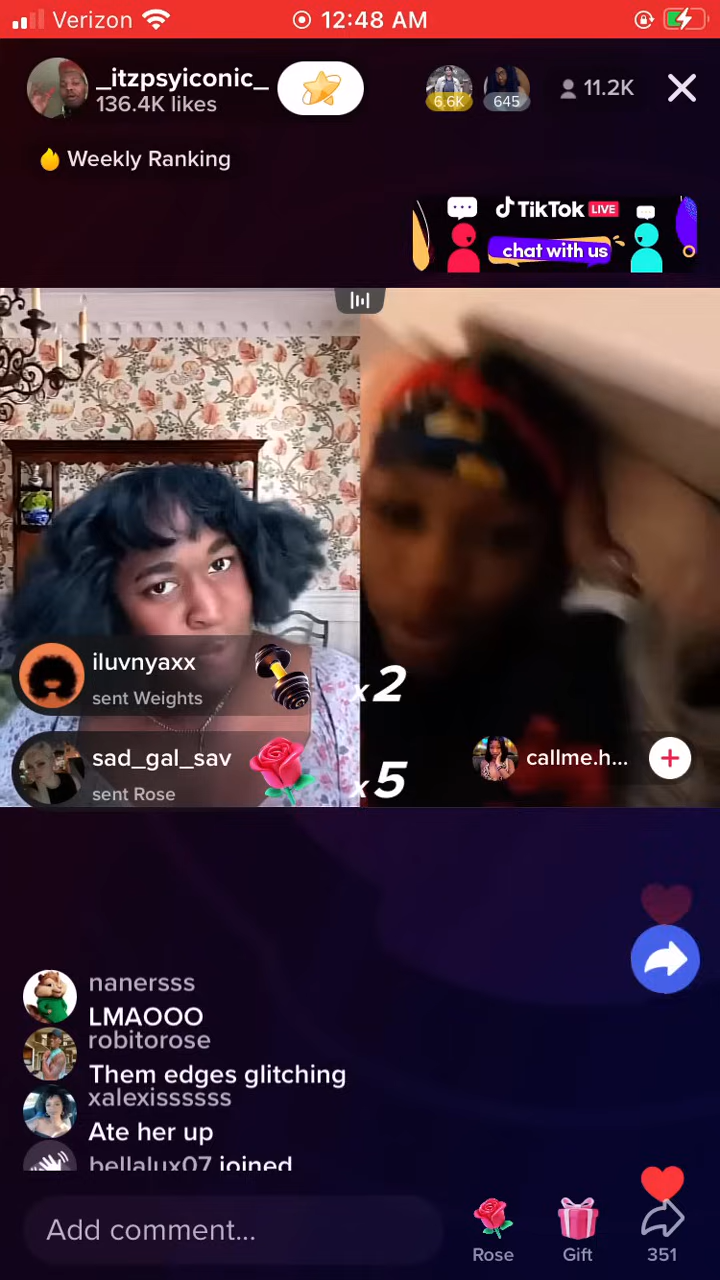 Verizon
12:48 AM
_itzpsyiconic_
136.4K likes
6.6K
645
11.2K
Weekly Ranking
TikTok LIVE
chat with us
iluvnyaxx
sent Weights
x2
sad_gal_sav
sent Rose
x5
callme.h...
nanersss
LMAOOO
robitorose
Them edges glitching
xalexissssss
Ate her up
bellalux07 joined
Add comment...
Rose
Gift
351